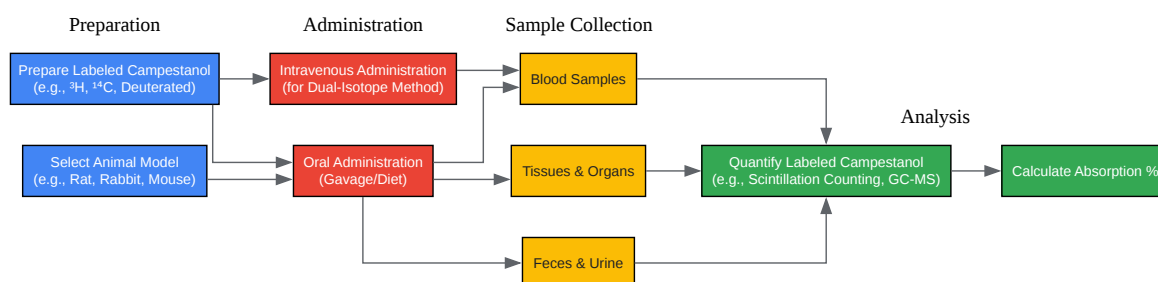 Preparation
Administration
Sample Collection
Prepare Labeled Campestanol
(e.g., ³H, ¹⁴C, Deuterated)
Intravenous Administration
(for Dual-Isotope Method)
Blood Samples
Analysis
Select Animal Model
(e.g., Rat, Rabbit, Mouse)
Oral Administration
(Gavage/Diet)
Tissues & Organs
Quantify Labeled Campestanol
(e.g., Scintillation Counting, GC-MS)
Calculate Absorption %
Feces & Urine